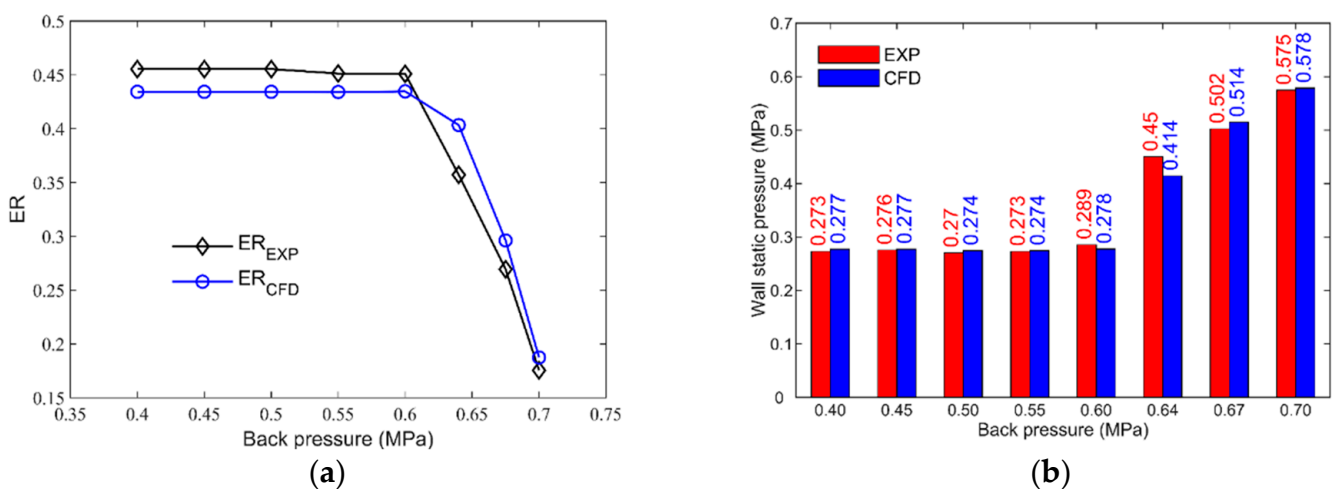 0.5
0.45
0.4
0.35
0.3
0.25
0.2
0.15
ER
ER_EXP
ER_CFD
0.35 0.4 0.45 0.5 0.55 0.6 0.65 0.7 0.75
Back pressure (MPa)
(a)
0.7
0.6
0.5
0.4
0.3
0.2
0.1
0
Wall static pressure (MPa)
EXP
CFD
0.273 0.277 0.276 0.277 0.27 0.274 0.273 0.274 0.289 0.278 0.45 0.414 0.502 0.514 0.575 0.578
0.40 0.45 0.50 0.55 0.60 0.64 0.67 0.70
Back pressure (MPa)
(b)